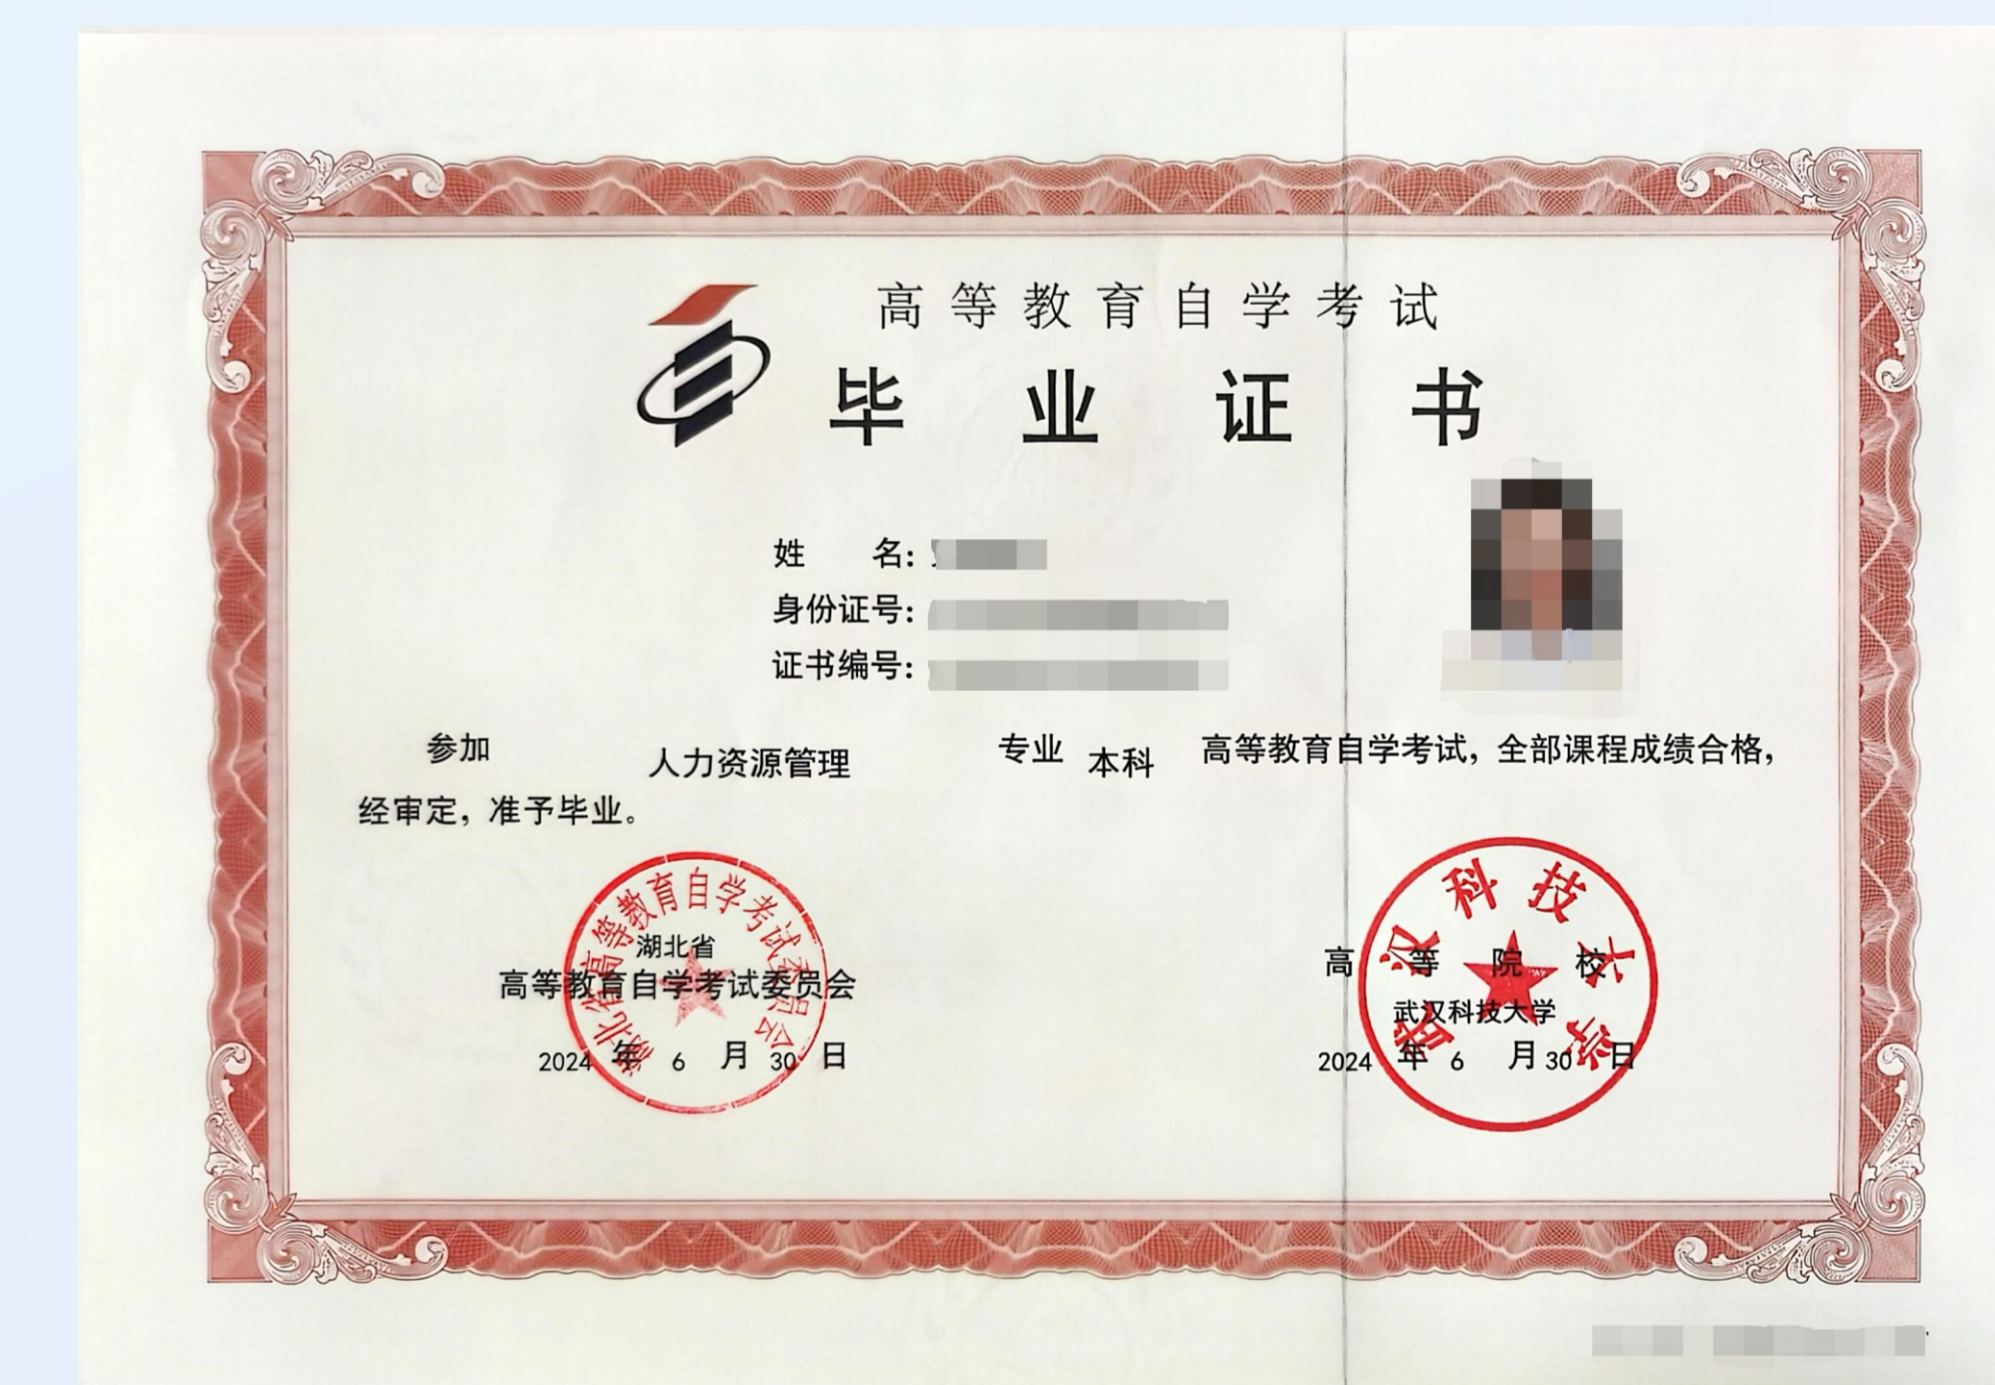 高等教育自学考试
毕业证书
姓 名：
身份证号：
证书编号：
参加 人力资源管理 专业 本科 高等教育自学考试，全部课程成绩合格，
经审定，准予毕业。
湖北省高等教育自学考试委员会
湖北省
高等教育自学考试委员会
2024 年 6 月 30 日
武汉科技大学
高等院校
武汉科技大学
2024 年 6 月 30 日